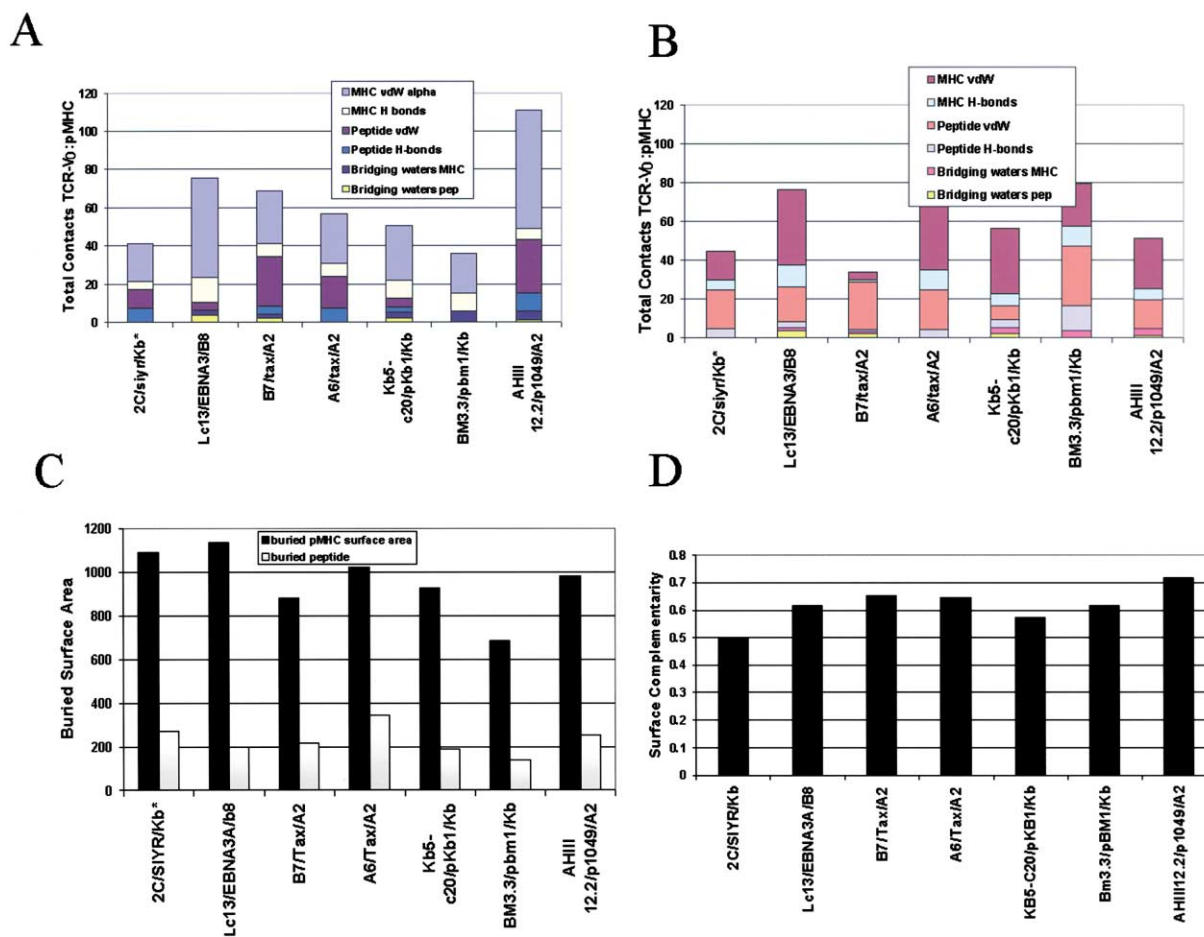 A
MHC vdW alpha
MHC H bonds
Peptide vdW
Peptide H-bonds
Bridging waters MHC
Bridging waters pep
Total Contacts TCR-Vα:pMHC
120
100
80
60
40
20
0
2C/siyr/Kb*
Lc13/EBNA3/B8
B7/tax/A2
A6/tax/A2
Kb5-
c20/pKb1/Kb
BM3.3/pbm1/Kb
AHIII
12.2/p1049/A2
B
MHC vdW
MHC H-bonds
Peptide vdW
Peptide H-bonds
Bridging waters MHC
Bridging waters pep
Total Contacts TCR-
:pMHC
120
100
80
60
40
20
0
2C/siyr/Kb*
Lc13/EBNA3/B8
B7/tax/A2
A6/tax/A2
Kb5-
c20/pKb1/Kb
BM3.3/pbm1/Kb
AHIII
12.2/p1049/A2
C
buried pMHC surface area
buried peptide
Buried Surface Area
1200
1000
800
600
400
200
0
2C/SIYR/Kb*
Lc13/EBNA3A/b8
B7/Tax/A2
A6/Tax/A2
Kb5-
c20/pKb1/Kb
BM3.3/pbm1/Kb
AHIII
12.2/p1049/A2
D
Surface Complementarity
0.8
0.7
0.6
0.5
0.4
0.3
0.2
0.1
0
2C/SIYR/Kb
Lc13/EBNA3A/B8
B7/Tax/A2
A6/Tax/A2
KB5-C20/pKB1/Kb
Bm3.3/pBM1/Kb
AHIII12.2/p1049/A2